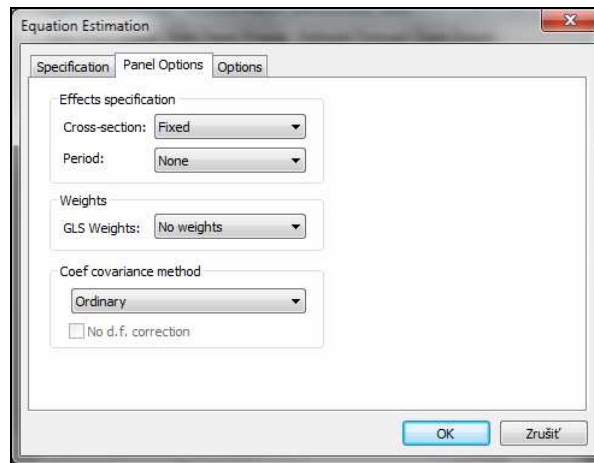 Equation Estimation
Specification Panel Options Options
Effects specification
Cross-section: Fixed
Period: None
Weights
GLS Weights: No weights
Coef covariance method
Ordinary
No d.f. correction
OK Zrušiť